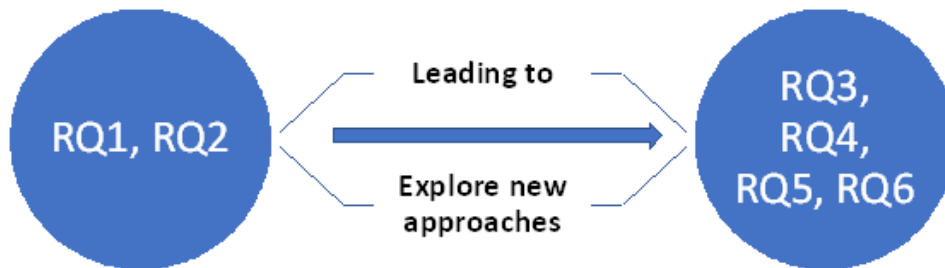 RQ1, RQ2
Leading to
Explore new
approaches
RQ3,
RQ4,
RQ5, RQ6